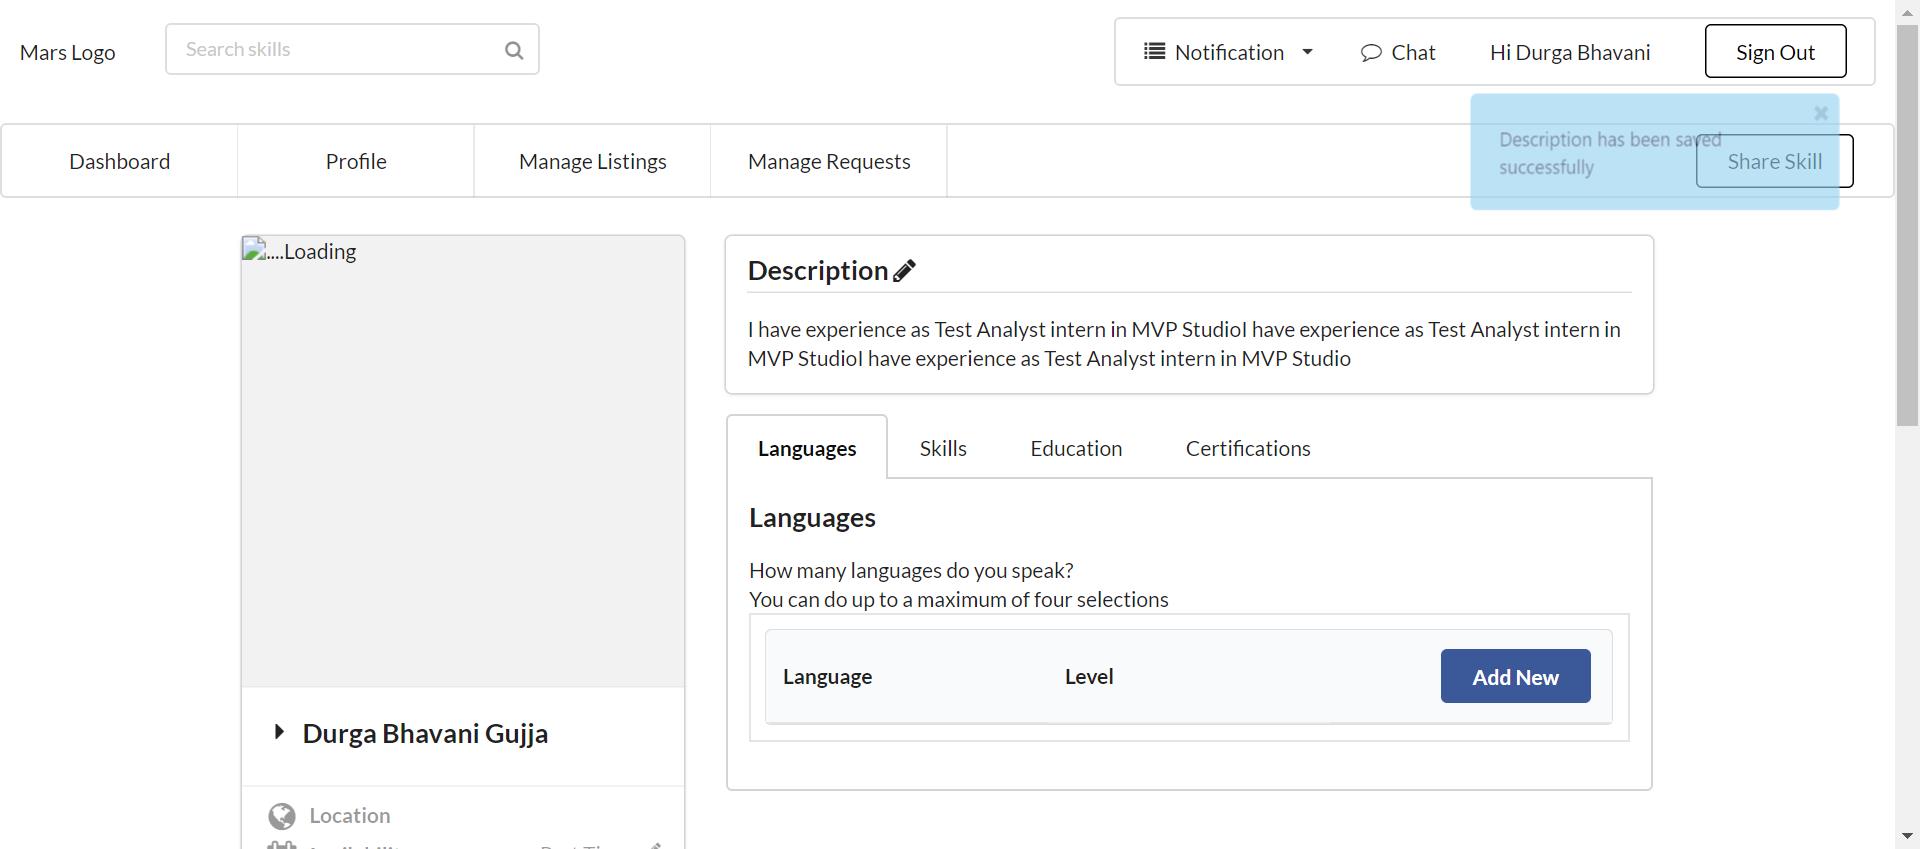 Mars Logo
Search skills
Notification
Chat
Hi Durga Bhavani
Sign Out
Dashboard
Profile
Manage Listings
Manage Requests
Description has been saved
successfully
Share Skill
....Loading
Description
I have experience as Test Analyst intern in MVP StudioI have experience as Test Analyst intern in
MVP StudioI have experience as Test Analyst intern in MVP Studio
Languages
Skills
Education
Certifications
Languages
How many languages do you speak?
You can do up to a maximum of four selections
Language
Level
Add New
Durga Bhavani Gujja
Location